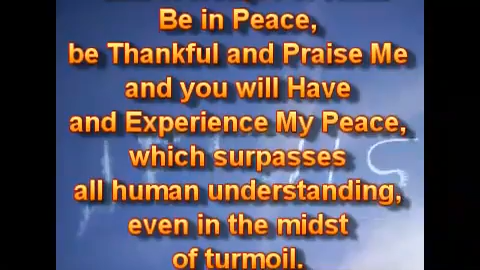 Be in Peace,
be Thankful and Praise Me
and you will Have
and Experience My Peace,
which surpasses
all human understanding,
even in the midst
of turmoil.